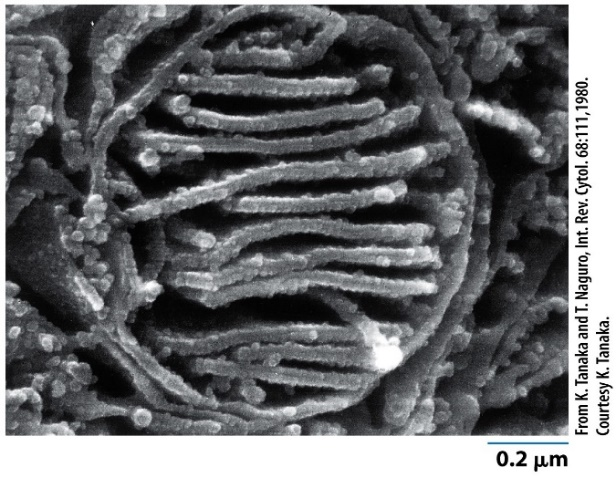 From K. Tanaka and T. Naguro, Int. Rev. Cytol. 68:111,1980.
Courtesy K. Tanaka.
0.2 μm